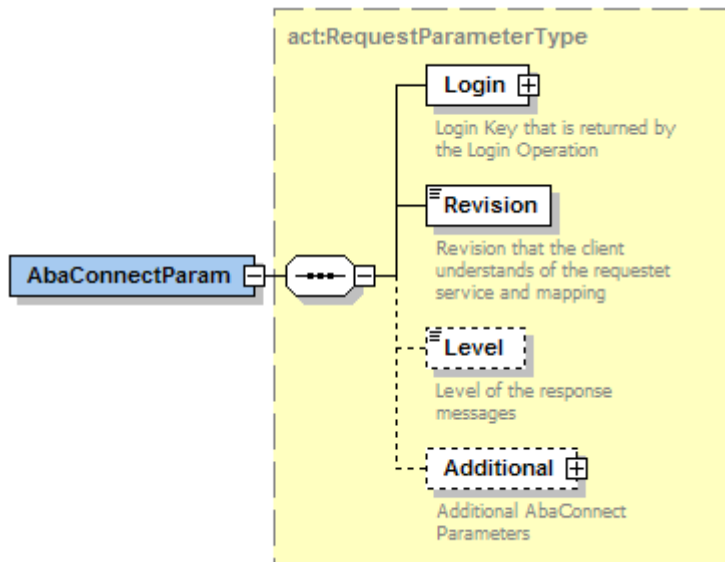 act:RequestParameterType
Login
Login Key that is returned by
the Login Operation
Revision
Revision that the client
understands of the requestet
service and mapping
AbaConnectParam
Level
Level of the response
messages
Additional
Additional AbaConnect
Parameters